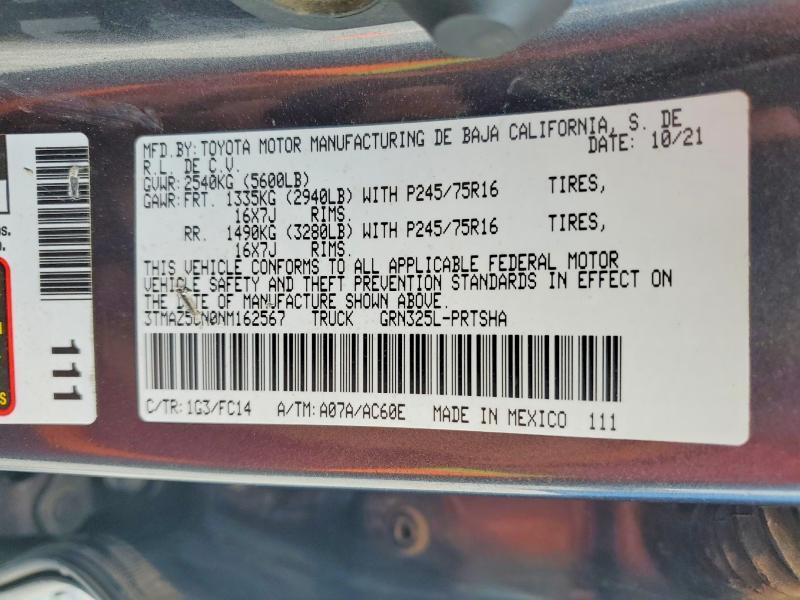 MFD.BY: TOYOTA MOTOR MANUFACTURING DE BAJA CALIFORNIA, S. DE
R.L. DE C.V. DATE: 10/21
GVWR: 2540KG (5600LB)
GAWR: FRT. 1335KG (2940LB) WITH P245/75R16 TIRES,
16X7J RIMS.
RR. 1490KG (3280LB) WITH P245/75R16 TIRES,
16X7J RIMS.
THIS VEHICLE CONFORMS TO ALL APPLICABLE FEDERAL MOTOR
VEHICLE SAFETY AND THEFT PREVENTION STANDARDS IN EFFECT ON
THE DATE OF MANUFACTURE SHOWN ABOVE.
3TMAZ5CN0NM162567 TRUCK GRN325L-PRTSHA
C/TR: 1G3/FC14 A/TM: A07A/AC60E MADE IN MEXICO 111
111